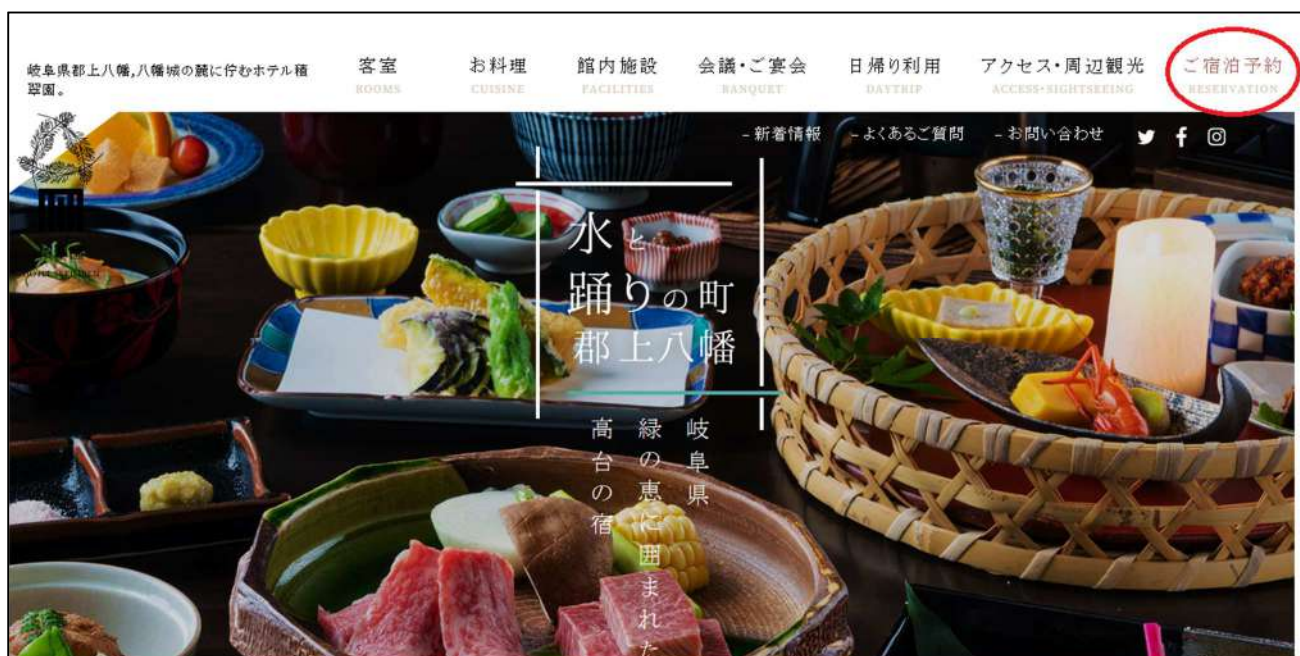 岐阜県郡上八幡,八幡城の麓に佇むホテル積
翠園。
客室
ROOMS
お料理
CUISINE
館内施設
FACILITIES
会議・ご宴会
BANQUET
日帰り利用
DAYTRIP
アクセス・周辺観光
ACCESS・SIGHTSEEING
ご宿泊予約
RESERVATION
– 新着情報
– よくあるご質問
– お問い合わせ
水と
踊りの町
郡上八幡
岐阜県
緑の恵に囲まれた
高台の宿